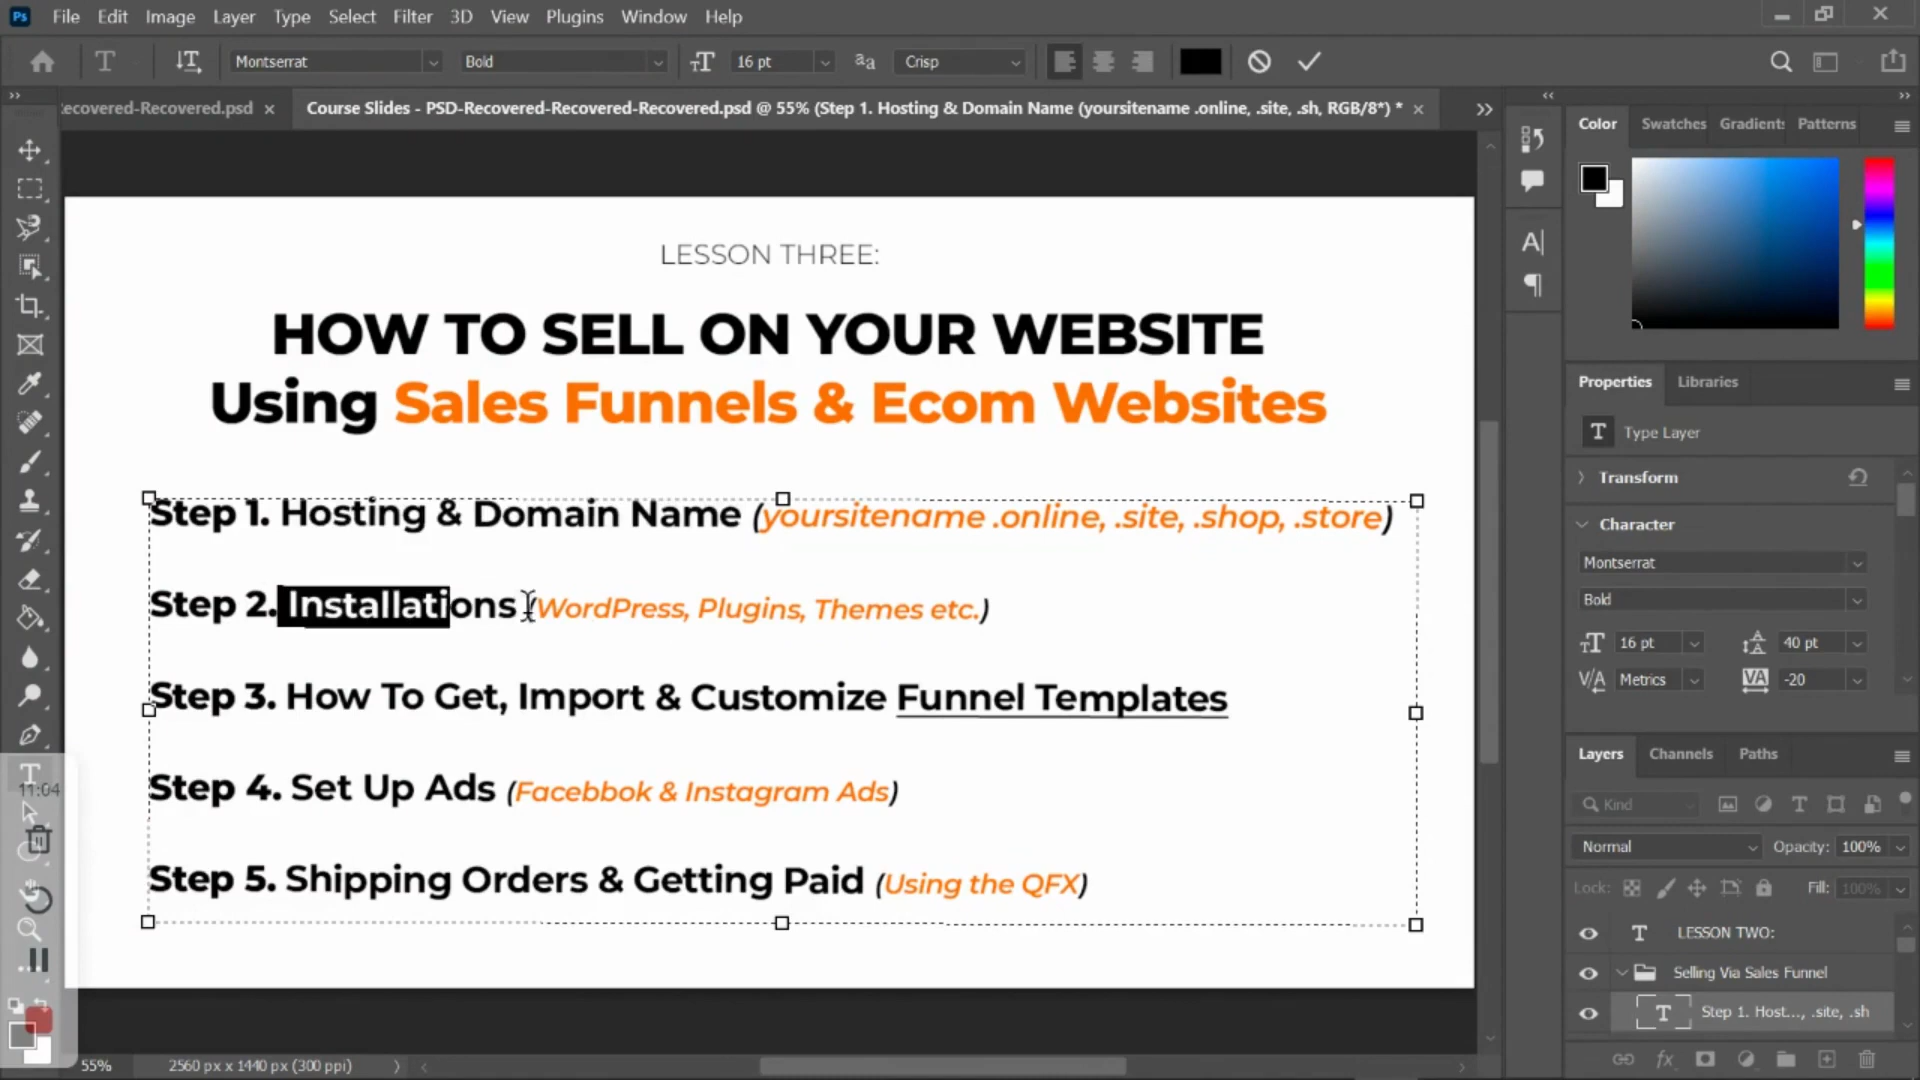 Ps File Edit Image Layer Type Select Filter 3D View Plugins Window Help
Montserrat Bold 16 pt Crisp
Recovered-Recovered.psd
Course Slides - PSD-Recovered-Recovered-Recovered.psd @ 55% (Step 1. Hosting & Domain Name (yoursitename .online, .site, .sh, RGB/8*) *
LESSON THREE:
HOW TO SELL ON YOUR WEBSITE
Using Sales Funnels & Ecom Websites
Step 1. Hosting & Domain Name (yoursitename .online, .site, .shop, .store)
Step 2. Installations (WordPress, Plugins, Themes etc.)
Step 3. How To Get, Import & Customize Funnel Templates
Step 4. Set Up Ads (Facebbok & Instagram Ads)
Step 5. Shipping Orders & Getting Paid (Using the QFX)
11:04
55% 2560 px x 1440 px (300 ppi)
Color Swatches Gradients Patterns
Properties Libraries
Type Layer
Transform
Character
Montserrat
Bold
16 pt 40 pt
Metrics -20
Layers Channels Paths
Kind
Normal Opacity: 100%
Lock: Fill: 100%
LESSON TWO:
Selling Via Sales Funnel
Step 1. Host..., .site, .sh